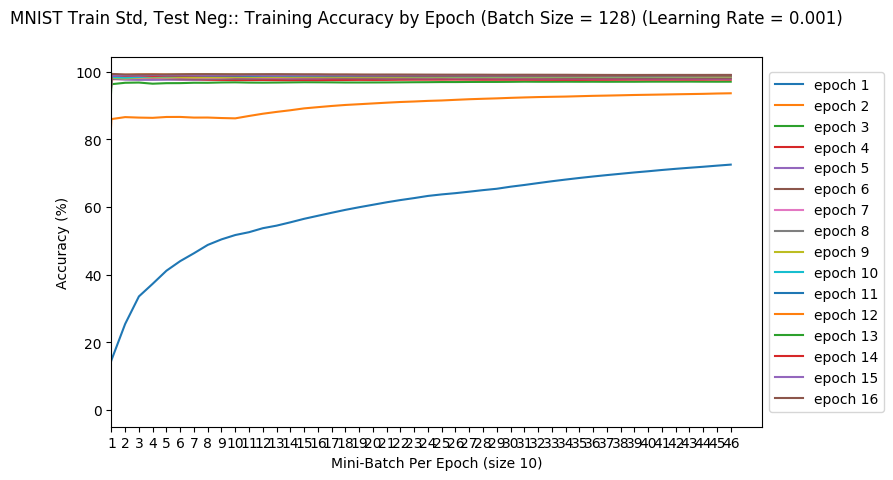 MNIST Train Std, Test Neg:: Training Accuracy by Epoch (Batch Size = 128) (Learning Rate = 0.001)
100
80
60
40
20
0
Accuracy (%)
1 2 3 4 5 6 7 8 9 10 11 12 13 14 15 16 17 18 19 20 21 22 23 24 25 26 27 28 29 30 31 32 33 34 35 36 37 38 39 40 41 42 43 44 45 46
Mini-Batch Per Epoch (size 10)
epoch 1
epoch 2
epoch 3
epoch 4
epoch 5
epoch 6
epoch 7
epoch 8
epoch 9
epoch 10
epoch 11
epoch 12
epoch 13
epoch 14
epoch 15
epoch 16